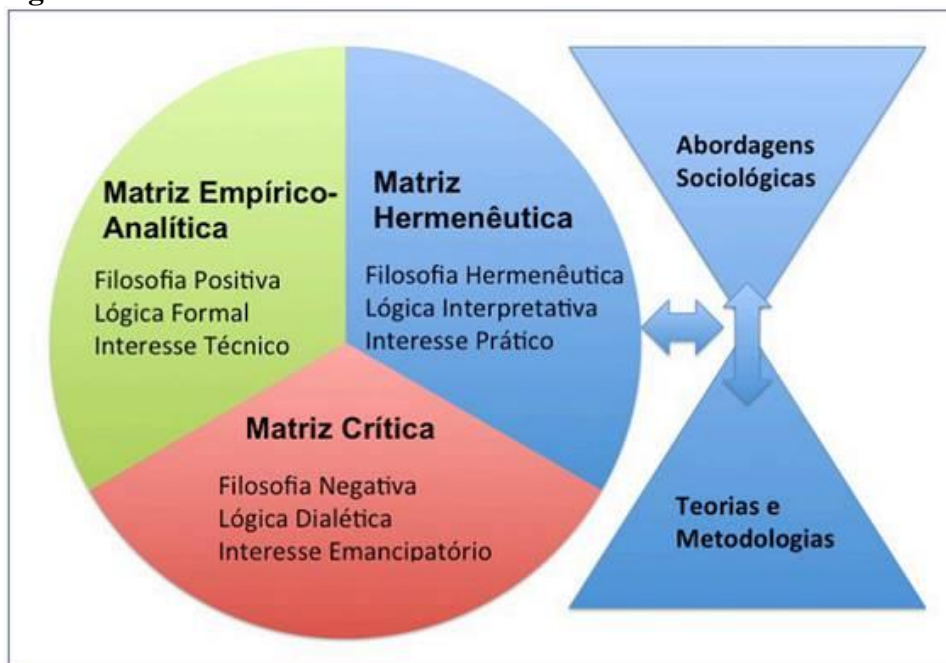 Matriz Empírico-
Analítica
Filosofia Positiva
Lógica Formal
Interesse Técnico
Matriz
Hermenêutica
Filosofia Hermenêutica
Lógica Interpretativa
Interesse Prático
Matriz Crítica
Filosofia Negativa
Lógica Dialética
Interesse Emancipatório
Abordagens
Sociológicas
Teorias e
Metodologias